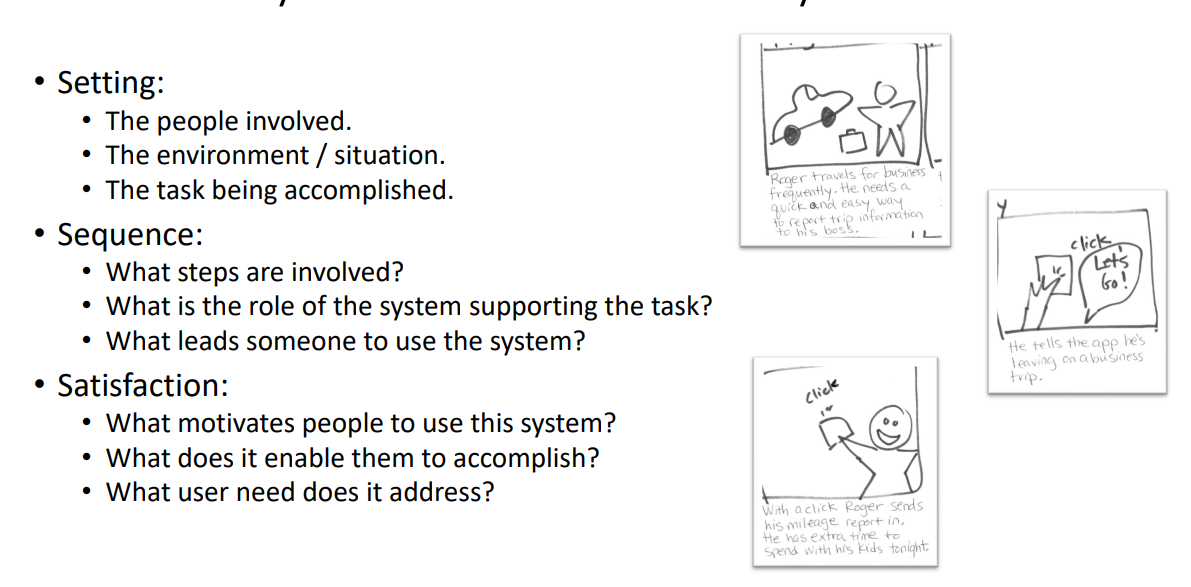 • Setting:
• The people involved.
• The environment / situation.
• The task being accomplished.
• Sequence:
• What steps are involved?
• What is the role of the system supporting the task?
• What leads someone to use the system?
• Satisfaction:
• What motivates people to use this system?
• What does it enable them to accomplish?
• What user need does it address?
Roger travels for business
frequently. He needs a
quick and easy way
to report trip information
to his boss.
click
Let's
Go!
He tells the app he's
leaving on a business
trip.
click
With a click Roger sends
his mileage report in.
He has extra time to
spend with his kids tonight.